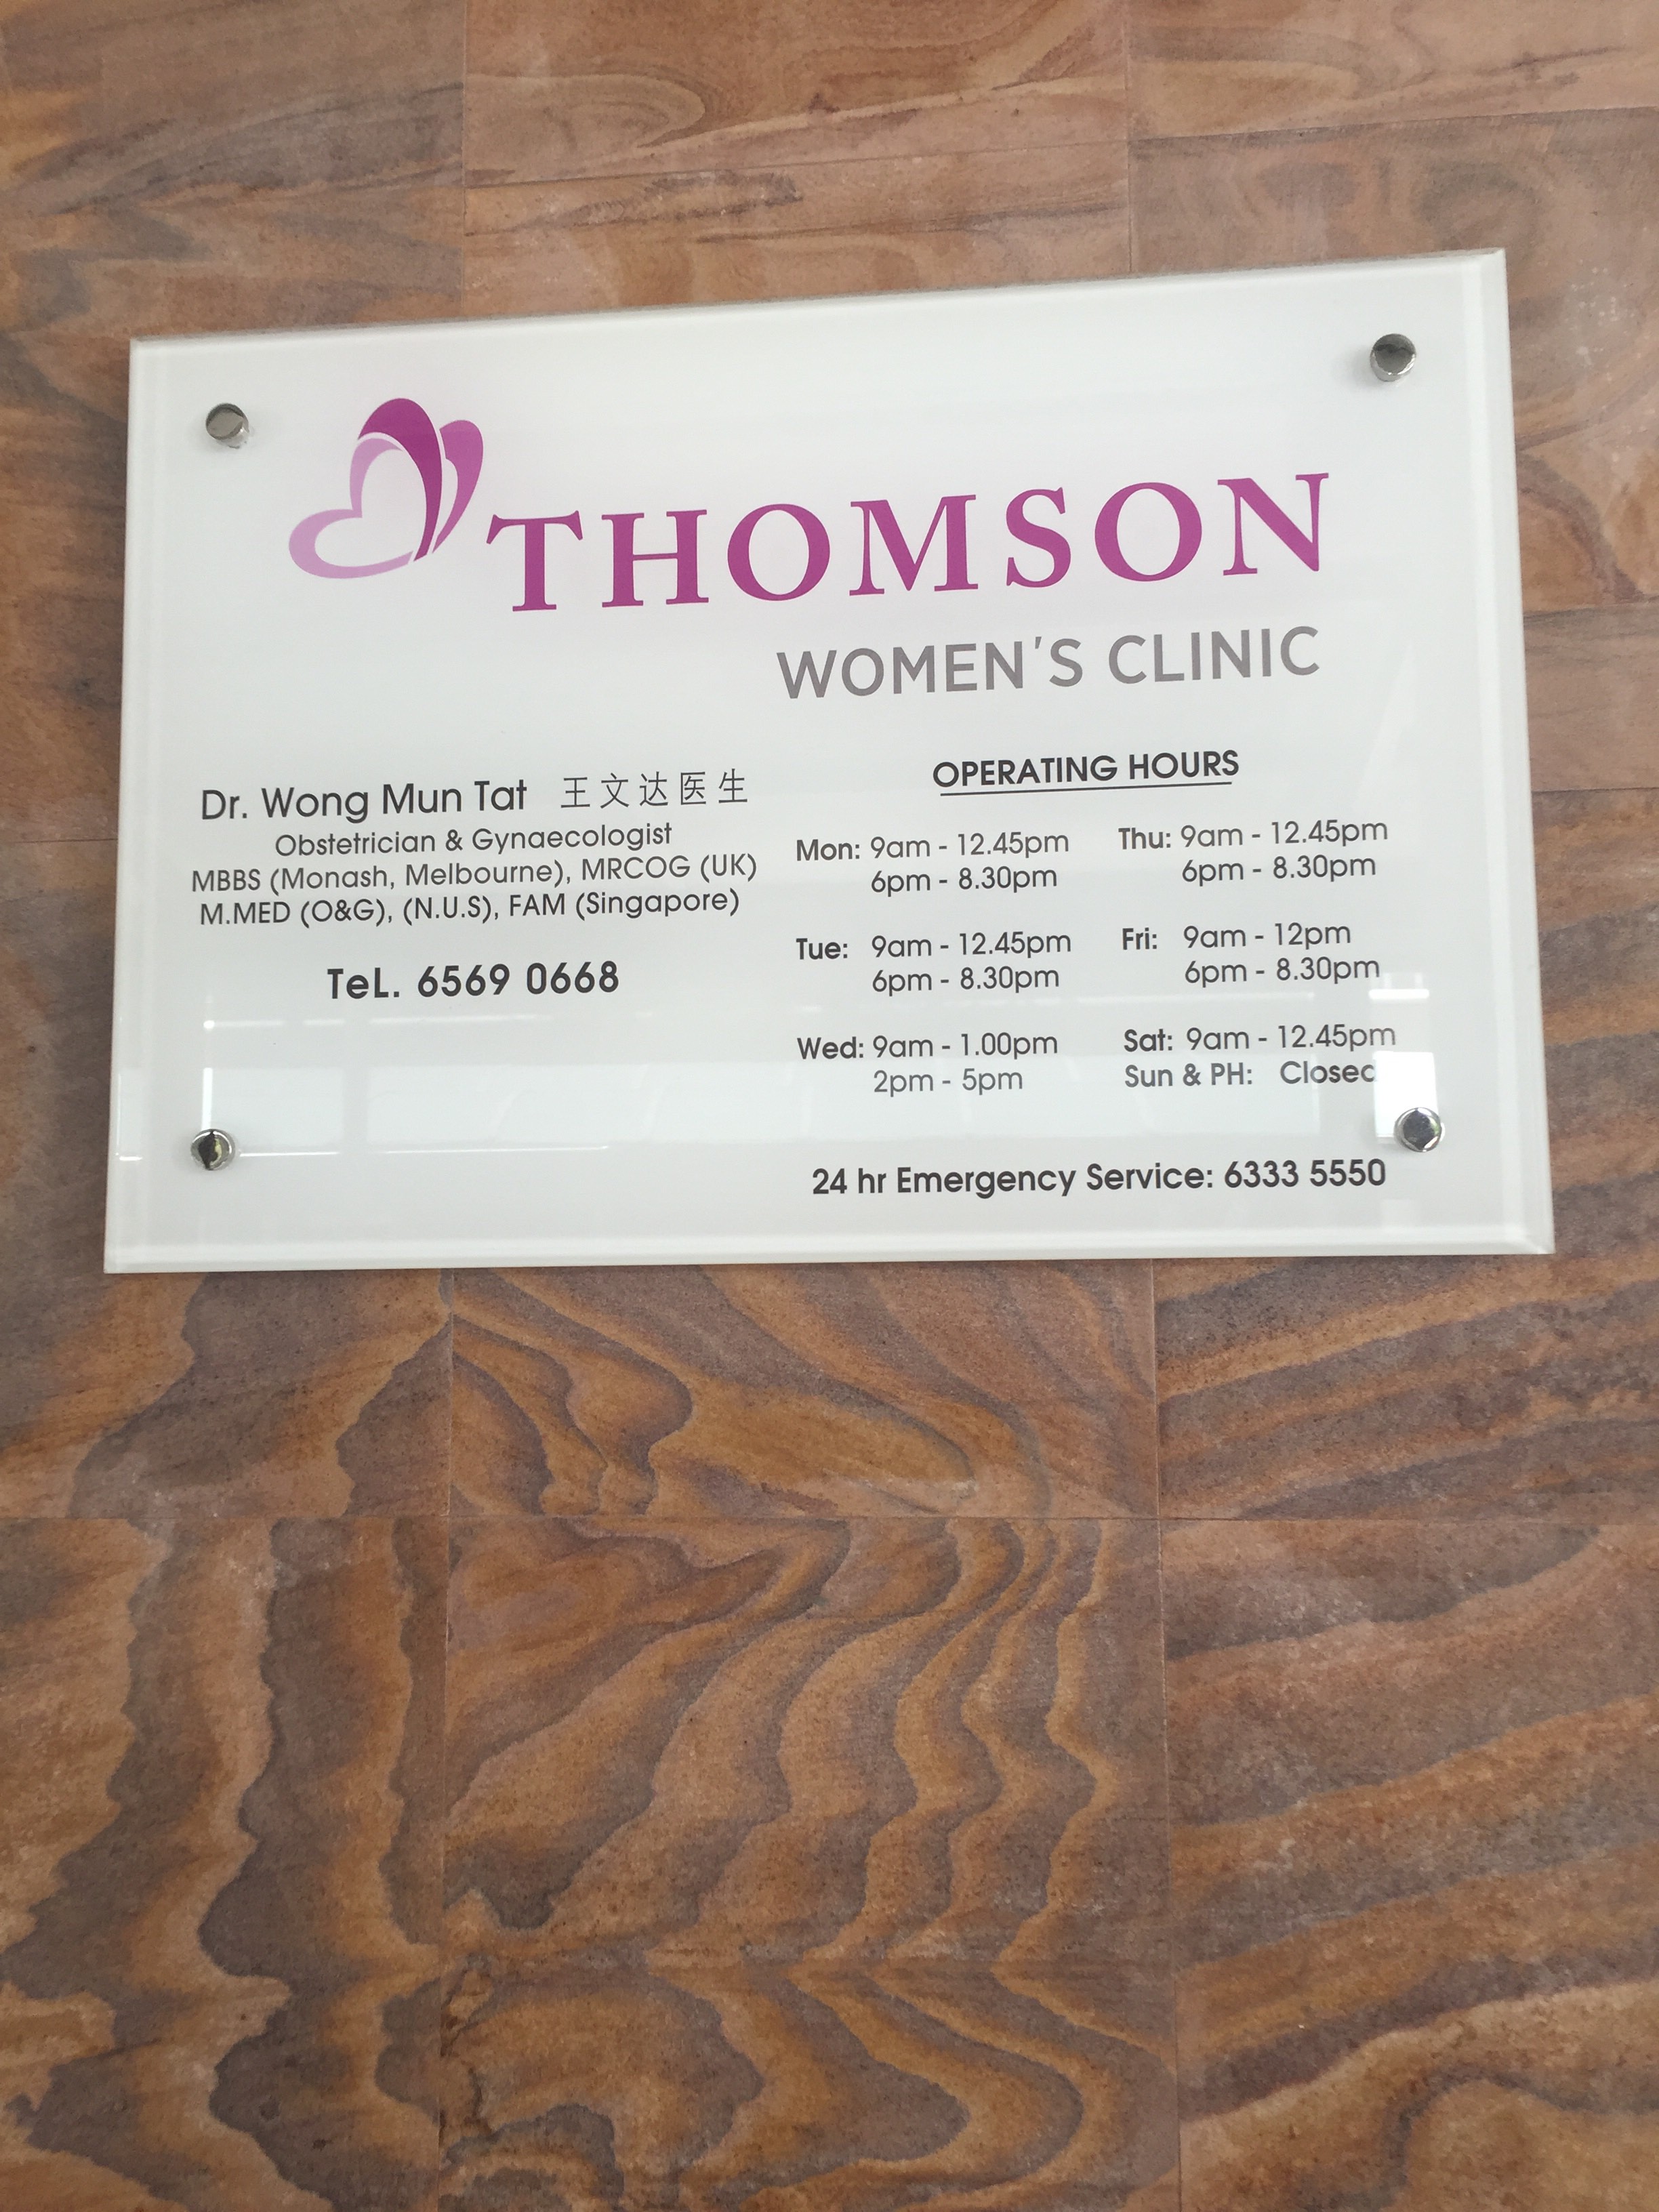 THOMSON
WOMEN'S CLINIC
Dr. Wong Mun Tat 王文达医生
Obstetrician & Gynaecologist
MBBS (Monash, Melbourne), MRCOG (UK)
M.MED (O&G), (N.U.S), FAM (Singapore)
TeL. 6569 0668
OPERATING HOURS
Mon: 9am - 12.45pm
6pm - 8.30pm
Tue: 9am - 12.45pm
6pm - 8.30pm
Wed: 9am - 1.00pm
2pm - 5pm
Thu: 9am - 12.45pm
6pm - 8.30pm
Fri: 9am - 12pm
6pm - 8.30pm
Sat: 9am - 12.45pm
Sun & PH: Closed
24 hr Emergency Service: 6333 5550